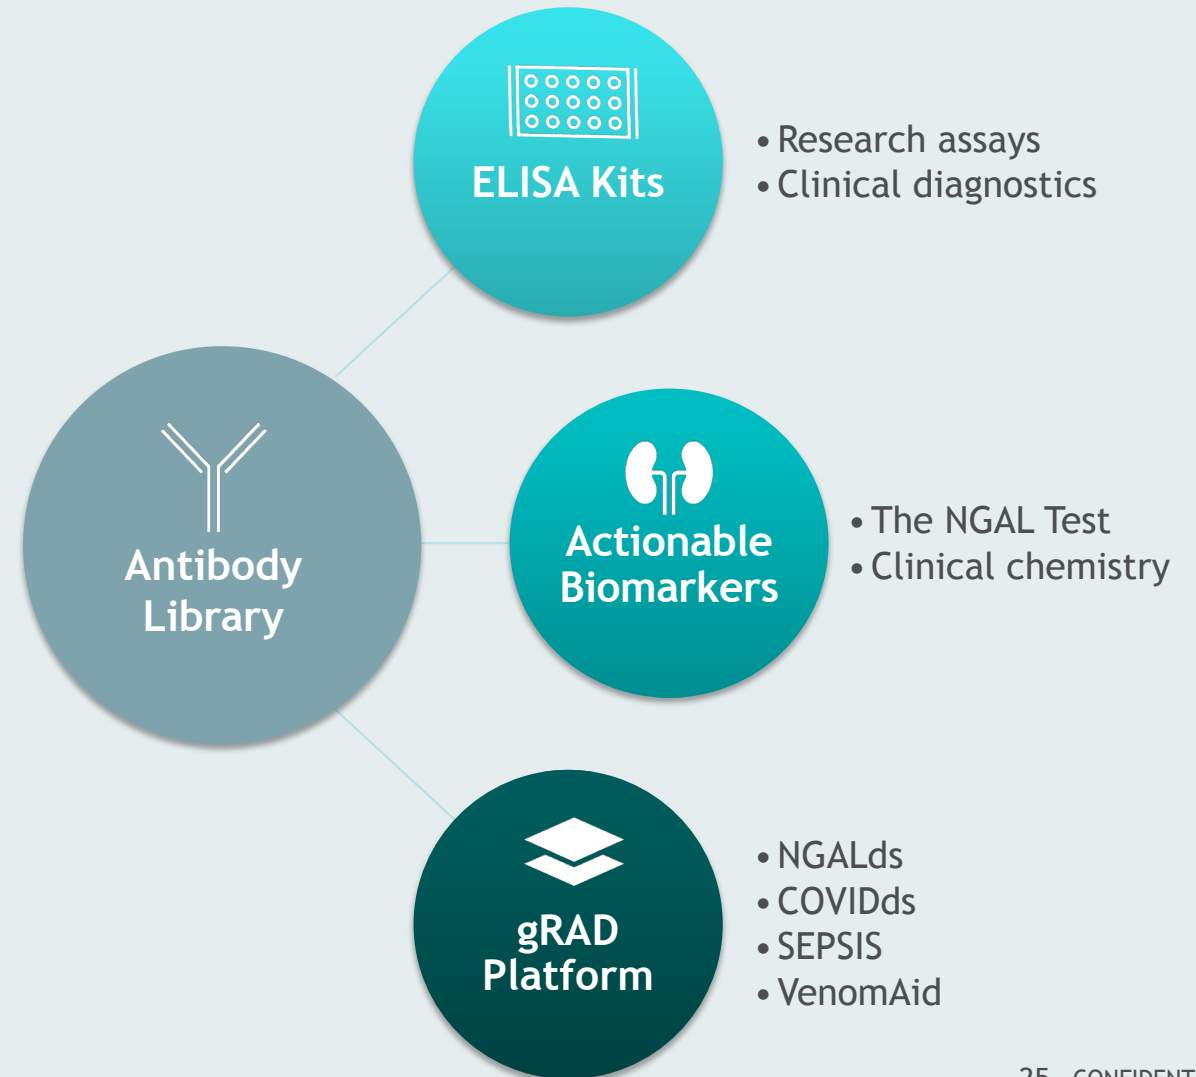 ELISA Kits
• Research assays
• Clinical diagnostics
Antibody
Library
Actionable
Biomarkers
• The NGAL Test
• Clinical chemistry
gRAD
Platform
• NGALds
• COVIDds
• SEPSIS
• VenomAid